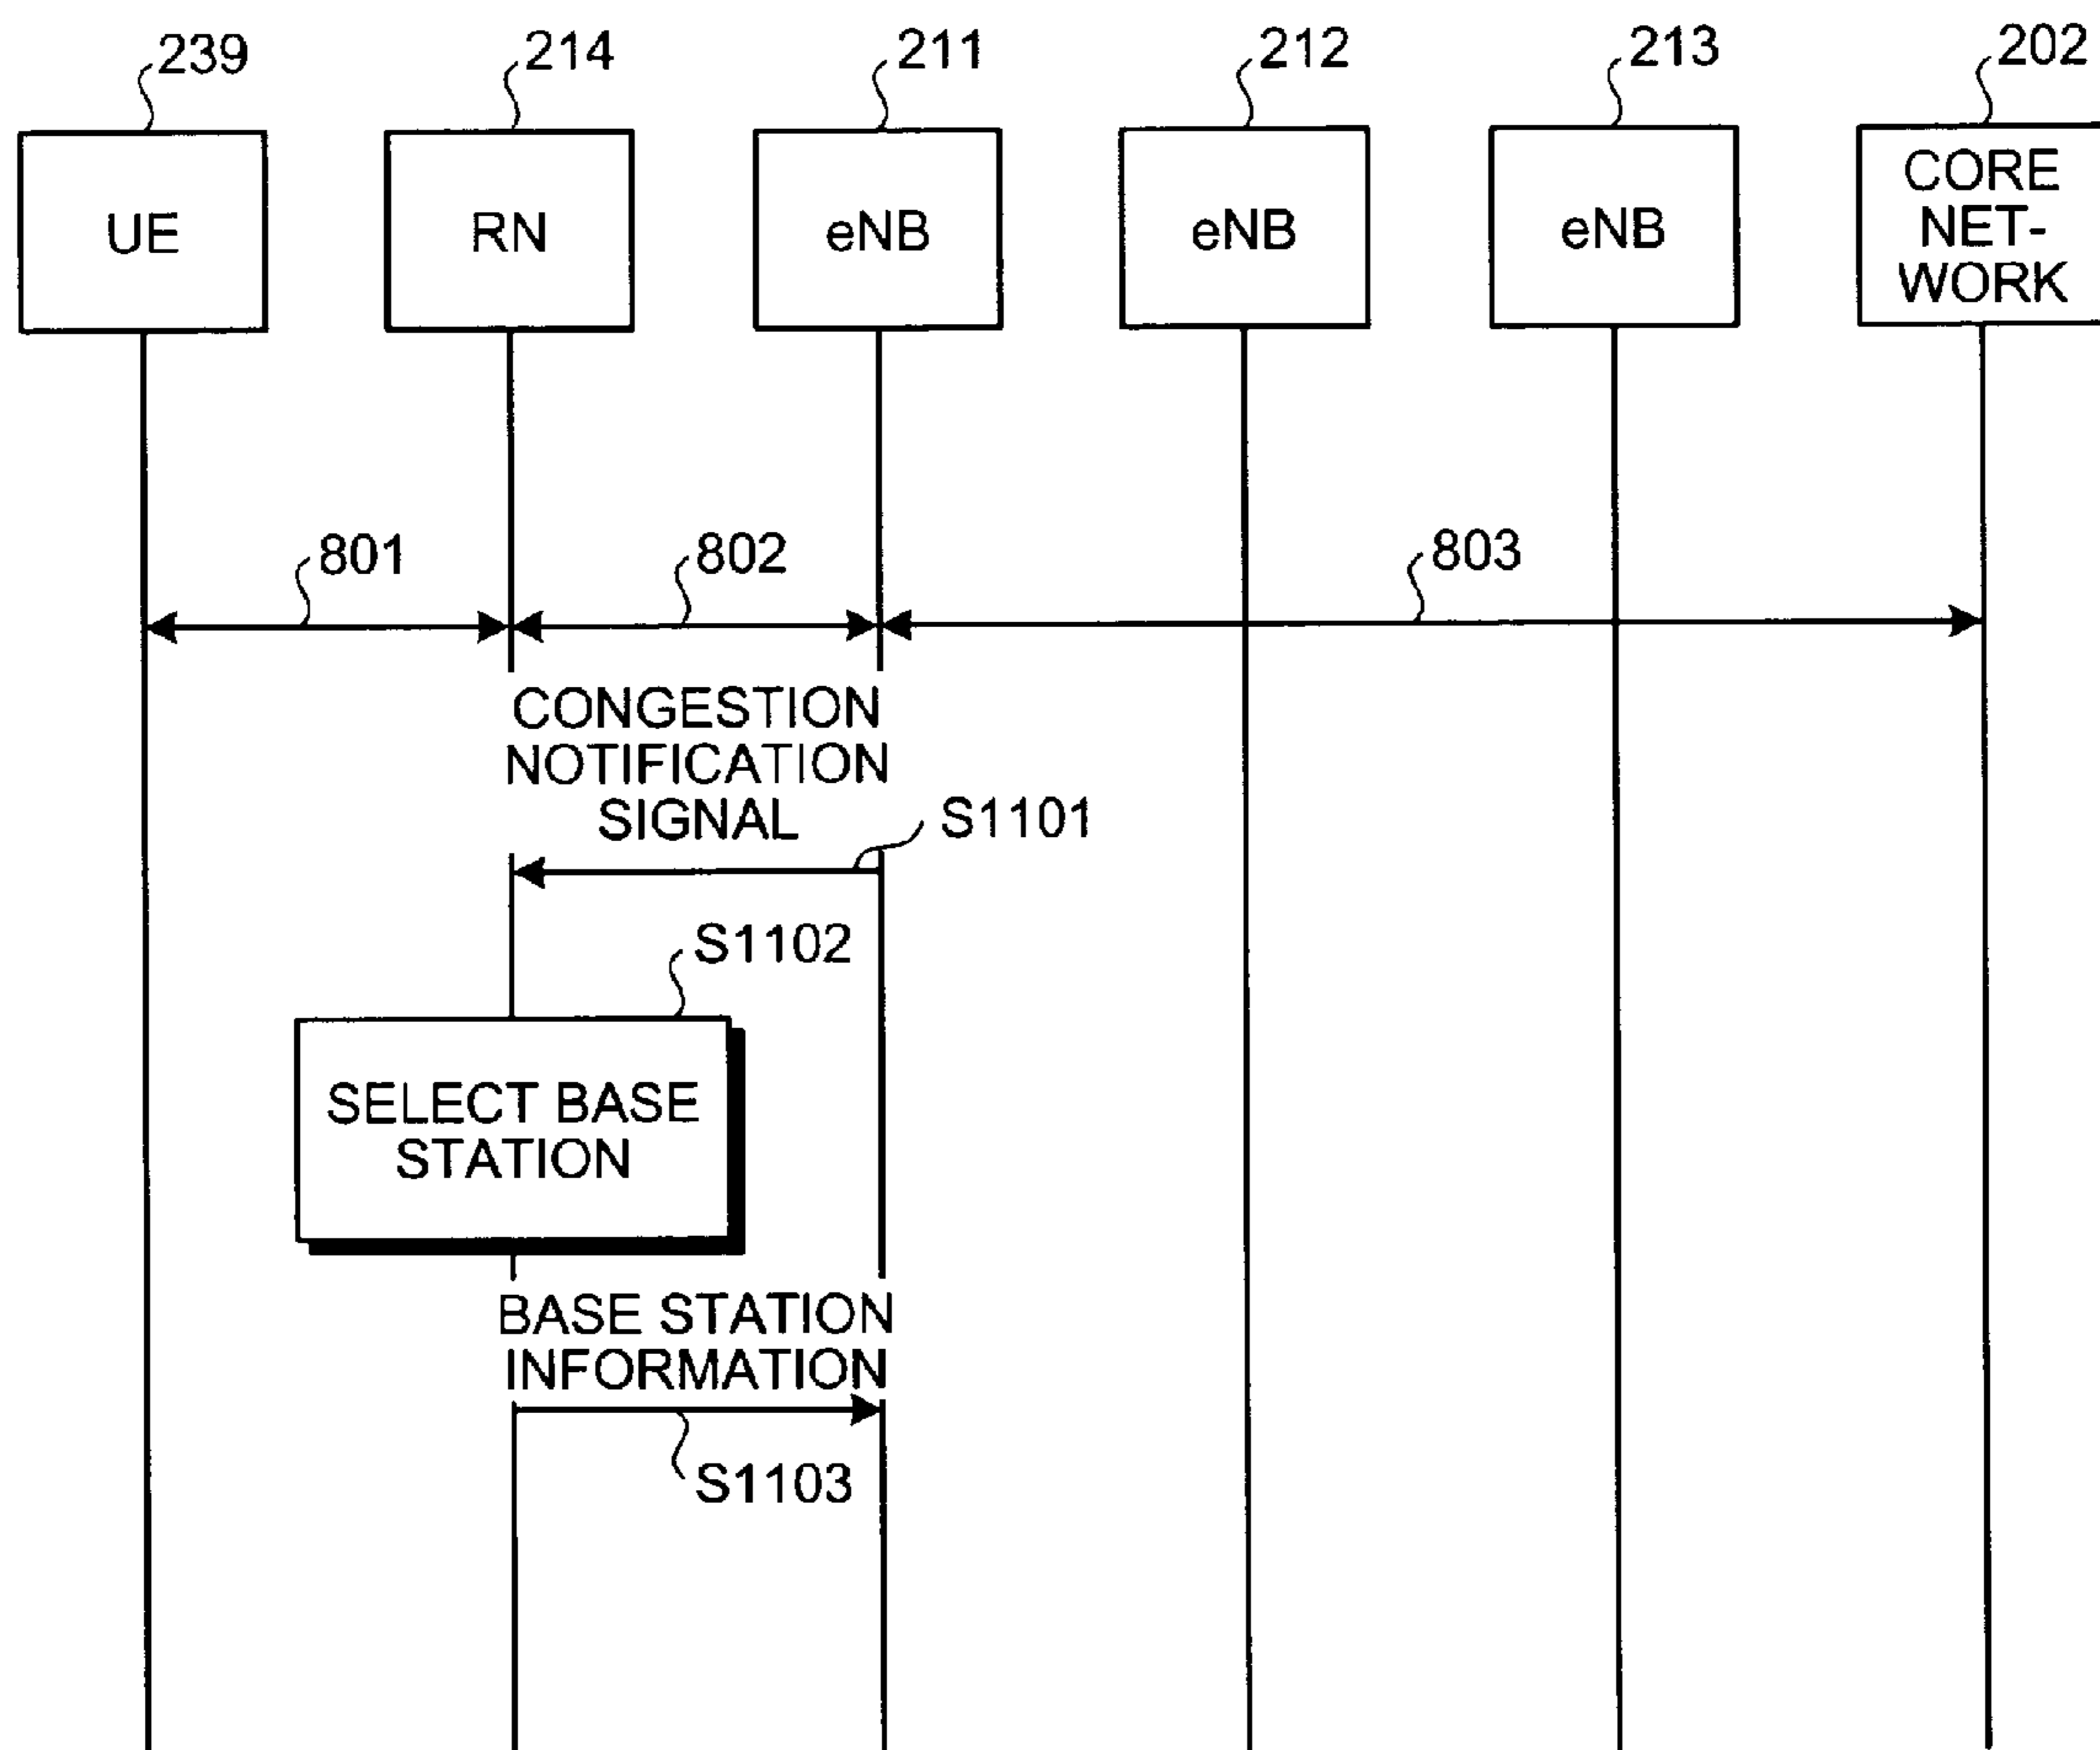 239
214
211
212
213
202
UE
RN
eNB
eNB
eNB
CORE
NET-
WORK
801
802
803
CONGESTION
NOTIFICATION
SIGNAL
S1101
S1102
SELECT BASE
STATION
BASE STATION
INFORMATION
S1103